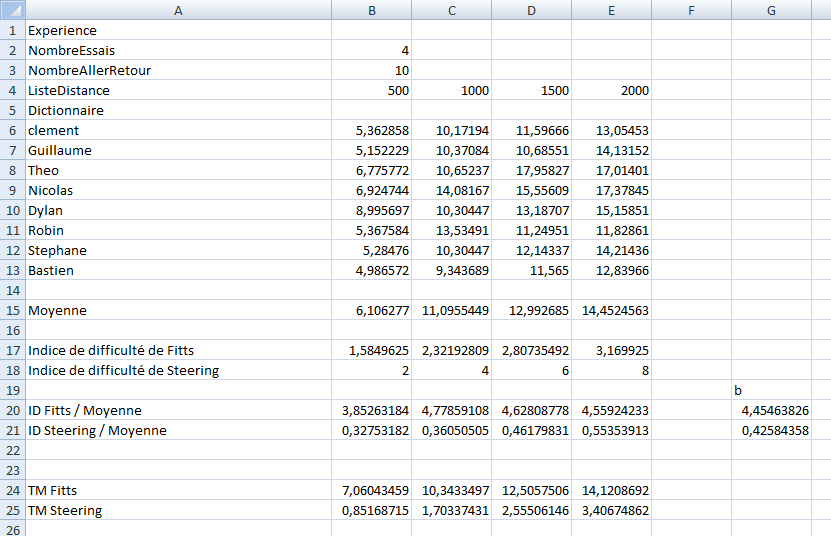 A B C D E F G
1 Experience
2 NombreEssais 4
3 NombreAllerRetour 10
4 ListeDistance 500 1000 1500 2000
5 Dictionnaire
6 clement 5,362858 10,17194 11,59666 13,05453
7 Guillaume 5,152229 10,37084 10,68551 14,13152
8 Theo 6,775772 10,65237 17,95827 17,01401
9 Nicolas 6,924744 14,08167 15,55609 17,37845
10 Dylan 8,995697 10,30447 13,18707 15,15851
11 Robin 5,367584 13,53491 11,24951 11,82861
12 Stephane 5,28476 10,30447 12,14337 14,21436
13 Bastien 4,986572 9,343689 11,565 12,83966
14
15 Moyenne 6,106277 11,0955449 12,992685 14,4524563
16
17 Indice de difficulté de Fitts 1,5849625 2,32192809 2,80735492 3,169925
18 Indice de difficulté de Steering 2 4 6 8
19 b
20 ID Fitts / Moyenne 3,85263184 4,77859108 4,62808778 4,55924233 4,45463826
21 ID Steering / Moyenne 0,32753182 0,36050505 0,46179831 0,55353913 0,42584358
22
23
24 TM Fitts 7,06043459 10,3433497 12,5057506 14,1208692
25 TM Steering 0,85168715 1,70337431 2,55506146 3,40674862
26